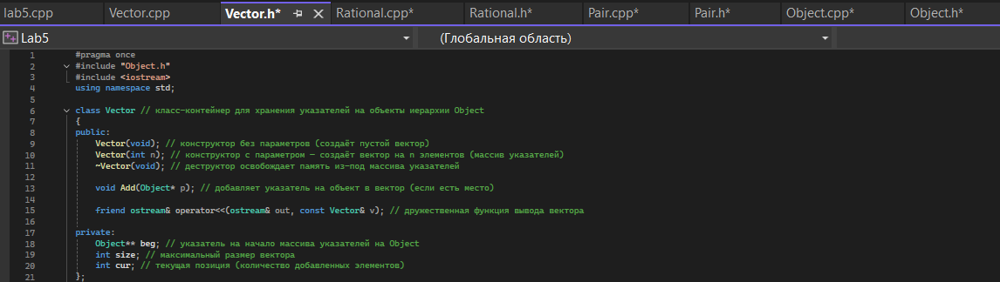 lab5.cpp Vector.cpp Vector.h* Rational.cpp* Rational.h* Pair.cpp* Pair.h* Object.cpp* Object.h*
Lab5 (Глобальная область)
1 #pragma once
2 #include "Object.h"
3 #include <iostream>
4 using namespace std;
5
6 class Vector // класс-контейнер для хранения указателей на объекты иерархии Object
7 {
8 public:
9 Vector(void); // конструктор без параметров (создаёт пустой вектор)
10 Vector(int n); // конструктор с параметром — создаёт вектор на n элементов (массив указателей)
11 ~Vector(void); // деструктор освобождает память из-под массива указателей
12
13 void Add(Object* p); // добавляет указатель на объект в вектор (если есть место)
14
15 friend ostream& operator<<(ostream& out, const Vector& v); // дружественная функция вывода вектора
16
17 private:
18 Object** beg; // указатель на начало массива указателей на Object
19 int size; // максимальный размер вектора
20 int cur; // текущая позиция (количество добавленных элементов)
21 };